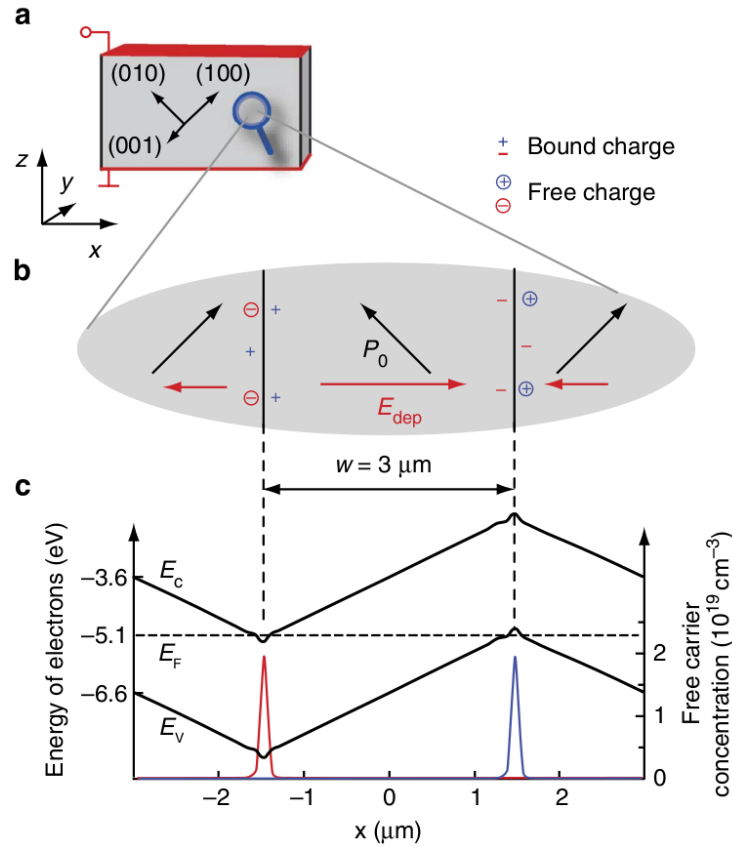 a
(010)
(100)
(001)
z
y
x
+
− Bound charge
⊕
⊖ Free charge
b
⊖ + − ⊕
P0
+ −
⊖ + − ⊕
Edep
w = 3 μm
c
Energy of electrons (eV)
−3.6
−5.1
−6.6
EC
EF
EV
Free carrier
concentration (10^19 cm^−3)
2
1
0
−2 −1 0 1 2
x (μm)